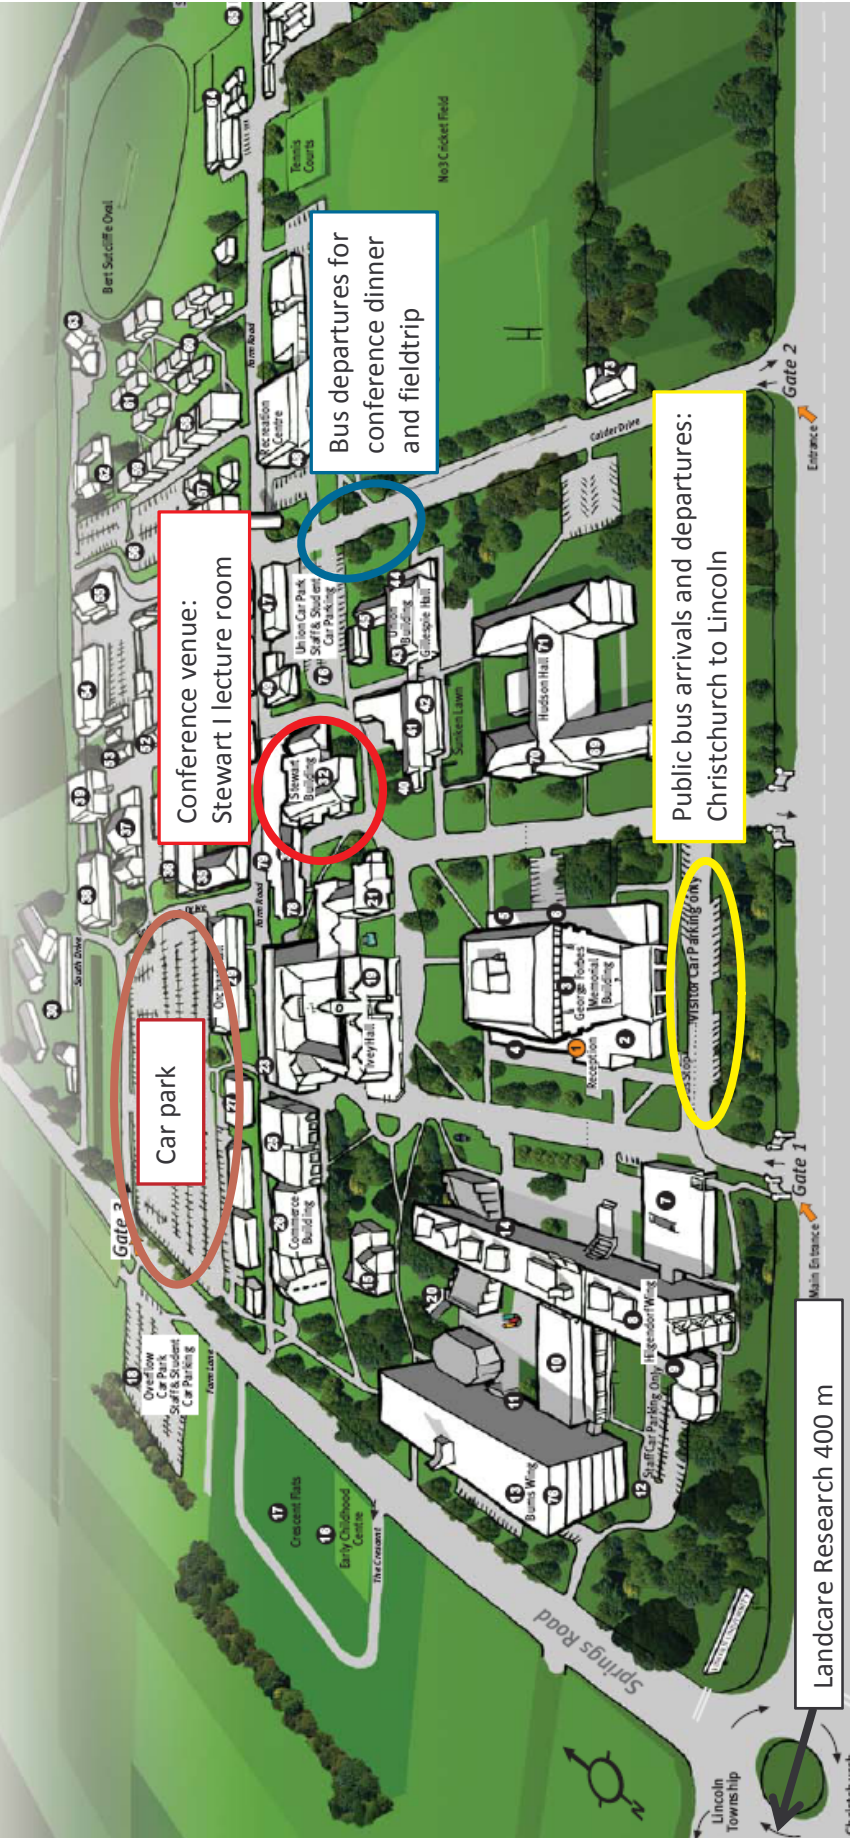 Bert Sutcliffe Oval
Tennis
Courts
No3 Cricket Field
Farm Road
Recreation
Centre
Bus departures for
conference dinner
and fieldtrip
Conference venue:
Stewart I lecture room
Union Car Park
Staff & Student
Car Parking
Union
Building
Gillespie Hall
Calder Drive
Gate 2
Entrance
Public bus arrivals and departures:
Christchurch to Lincoln
Sunken Lawn
Hudson Hall
Stewart
Building
Farm Road
South Drive
Car park
Ivey Hall
George Forbes
Memorial
Building
Reception
Visitor Car Parking only
Gate 1
Main Entrance
Commerce
Building
Gate 3
Overflow
Car Park
Staff & Student
Car Parking
Farm Lane
Hilgendorf Wing
Staff Car Parking Only
Burns Wing
Crescent Flats
Early Childhood
Centre
The Crescent
Springs Road
LINCOLN UNIVERSITY
Landcare Research 400 m
Lincoln
Township
N